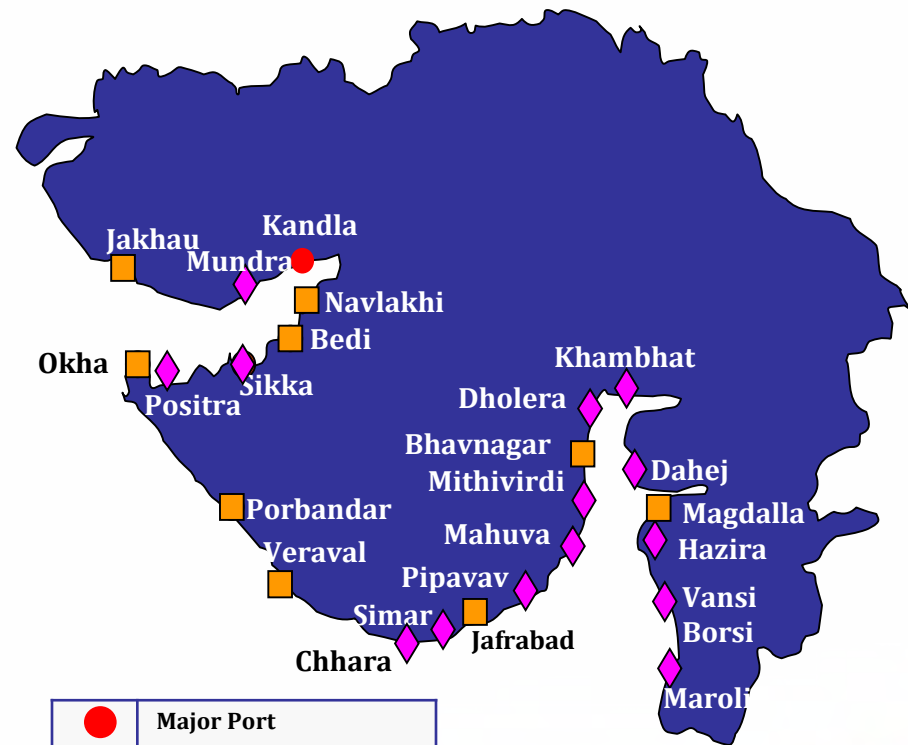 Kandla
Jakhau
Mundra
Navlakhi
Bedi
Okha
Sikka
Positra
Khambhat
Dholera
Bhavnagar
Dahej
Mithivirdi
Porbandar
Magdalla
Mahuva
Hazira
Veraval
Pipavav
Vansi
Borsi
Simar
Jafrabad
Chhara
Maroli
Major Port